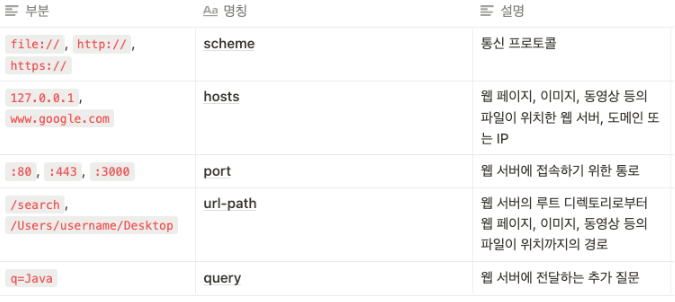 부분 Aa 명칭 설명
file://, http://, scheme 통신 프로토콜
https://
127.0.0.1, hosts 웹 페이지, 이미지, 동영상 등의
www.google.com 파일이 위치한 웹 서버, 도메인 또
는 IP
:80, :443, :3000 port 웹 서버에 접속하기 위한 통로
/search, url-path 웹 서버의 루트 디렉토리로부터
/Users/username/Desktop 웹 페이지, 이미지, 동영상 등의
파일이 위치까지의 경로
q=Java query 웹 서버에 전달하는 추가 질문